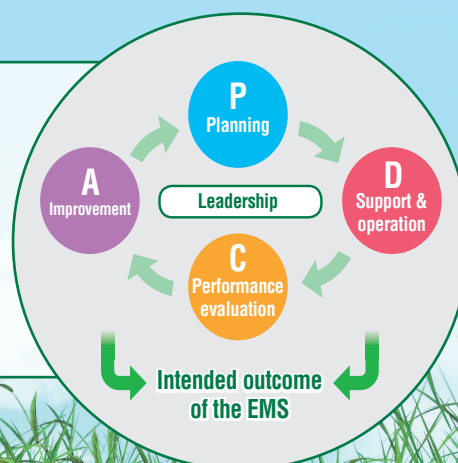 P
Planning
A
Improvement
Leadership
D
Support &
operation
C
Performance
evaluation
Intended outcome
of the EMS